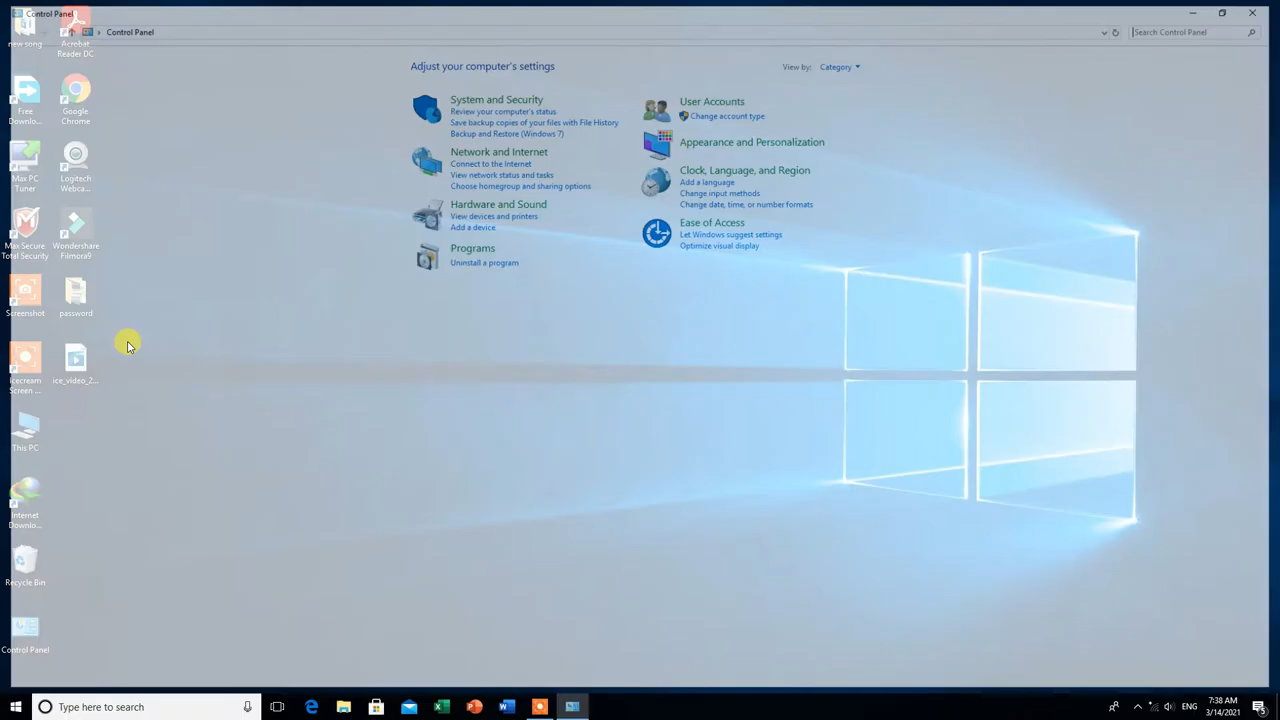 Control Panel
Control Panel
Search Control Panel
Adjust your computer's settings
View by: Category
System and Security
Review your computer's status
Save backup copies of your files with File History
Backup and Restore (Windows 7)
Network and Internet
Connect to the Internet
View network status and tasks
Choose homegroup and sharing options
Hardware and Sound
View devices and printers
Add a device
Programs
Uninstall a program
User Accounts
Change account type
Appearance and Personalization
Clock, Language, and Region
Add a language
Change input methods
Change date, time, or number formats
Ease of Access
Let Windows suggest settings
Optimize visual display
new song
Acrobat
Reader DC
Free
Downlo...
Google
Chrome
Max PC
Tuner
Logitech
Webca...
Max Secure
Total Security
Wondershare
Filmora9
Screenshot
password
Icecream
Screen ...
ice_video_2...
This PC
Internet
Downlo...
Recycle Bin
Control Panel
Type here to search
7:38 AM
3/14/2021
5